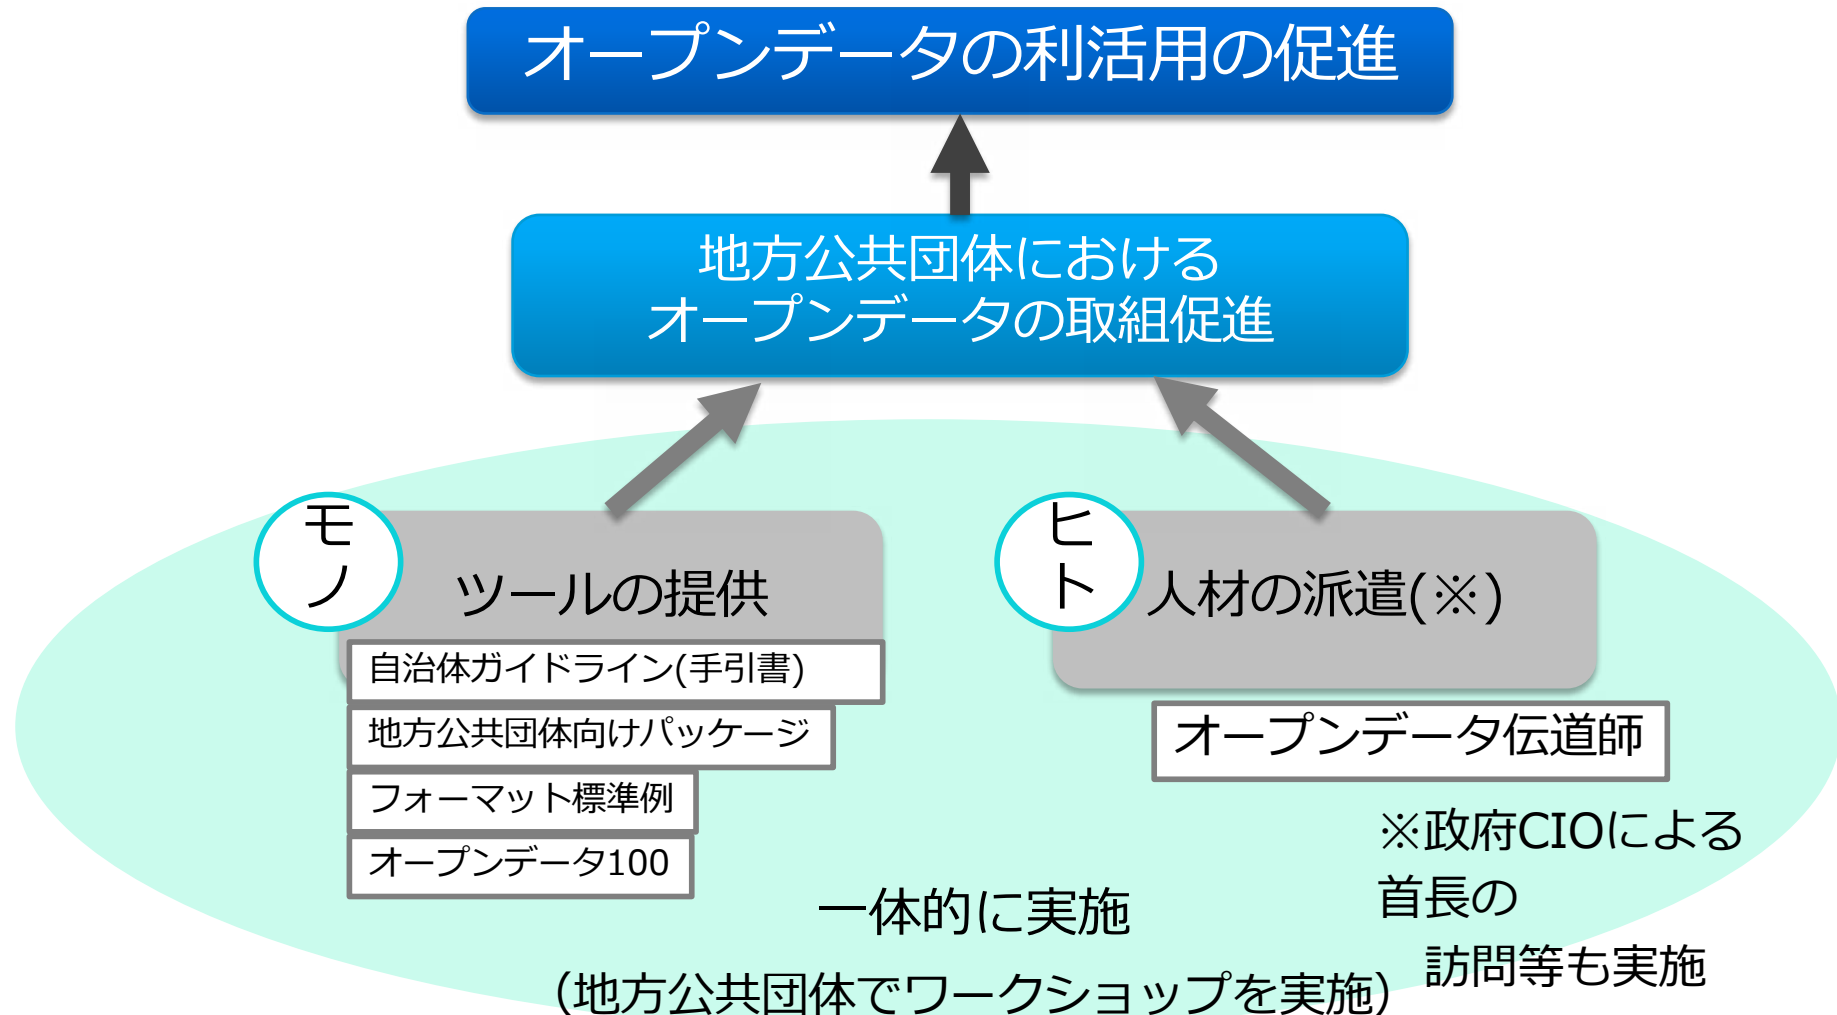 オープンデータの利活用の促進
地方公共団体における
オープンデータの取組促進
モ
ノ
ツールの提供
自治体ガイドライン(手引書)
地方公共団体向けパッケージ
フォーマット標準例
オープンデータ100
ヒ
ト
人材の派遣(※)
オープンデータ伝道師
※政府CIOによる
首長の
訪問等も実施
一体的に実施
（地方公共団体でワークショップを実施）